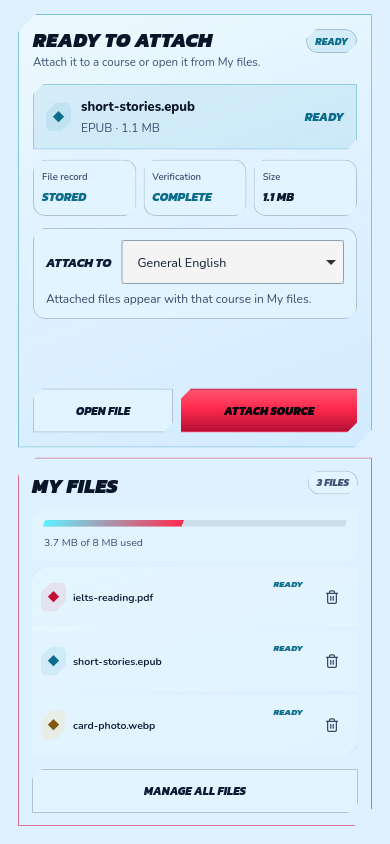 READY TO ATTACH
READY
Attach it to a course or open it from My files.
short-stories.epub
EPUB · 1.1 MB
READY
File record
STORED
Verification
COMPLETE
Size
1.1 MB
ATTACH TO
General English
Attached files appear with that course in My files.
OPEN FILE
ATTACH SOURCE
MY FILES
3 FILES
3.7 MB of 8 MB used
ielts-reading.pdf
READY
short-stories.epub
READY
card-photo.webp
READY
MANAGE ALL FILES